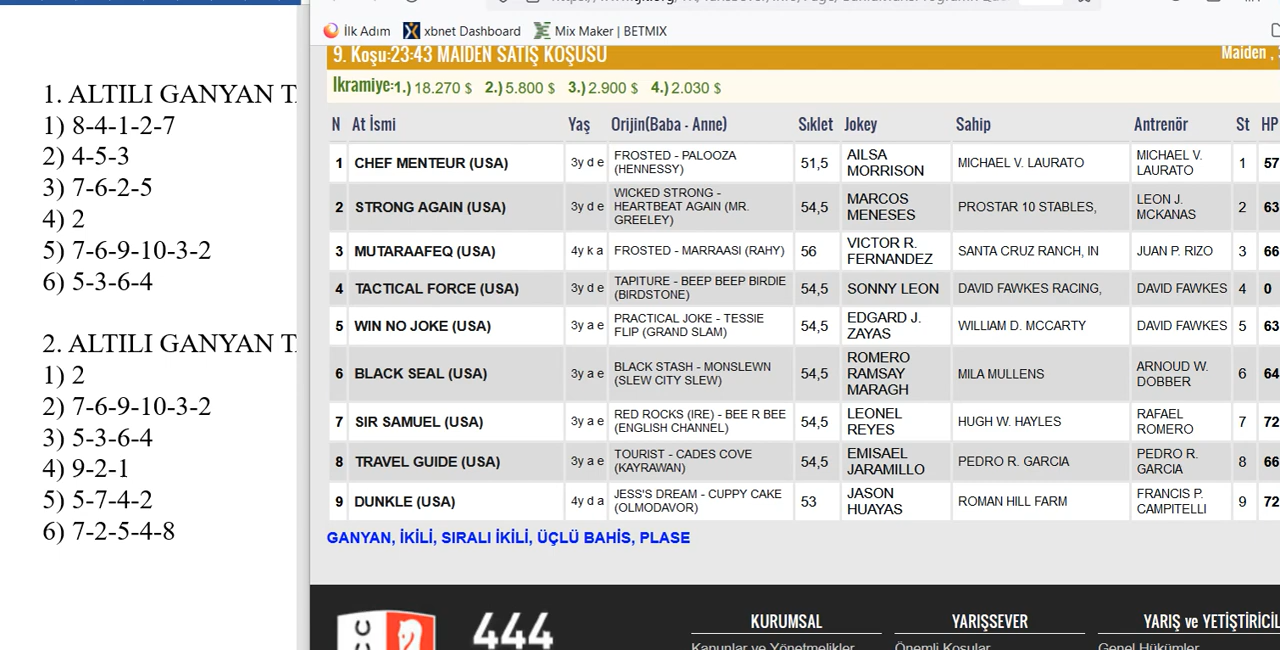 1. ALTILI GANYAN
1) 8-4-1-2-7
2) 4-5-3
3) 7-6-2-5
4) 2
5) 7-6-9-10-3-2
6) 5-3-6-4
2. ALTILI GANYAN
1) 2
2) 7-6-9-10-3-2
3) 5-3-6-4
4) 9-2-1
5) 5-7-4-2
6) 7-2-5-4-8
İlk Adım xbnet Dashboard Mix Maker | BETMIX
9. Koşu:23:43 MAIDEN SATIŞ KOŞUSU Maiden ,
İkramiye:1.) 18.270 $ 2.) 5.800 $ 3.) 2.900 $ 4.) 2.030 $
N At İsmi Yaş Orijin(Baba - Anne) Sıklet Jokey Sahip Antrenör St HP
1 CHEF MENTEUR (USA) 3y d e FROSTED - PALOOZA (HENNESSY) 51,5 AILSA MORRISON MICHAEL V. LAURATO MICHAEL V. LAURATO 1 57
2 STRONG AGAIN (USA) 3y d e WICKED STRONG - HEARTBEAT AGAIN (MR. GREELEY) 54,5 MARCOS MENESES PROSTAR 10 STABLES, LEON J. MCKANAS 2 63
3 MUTARAAFEQ (USA) 4y k a FROSTED - MARRAASI (RAHY) 56 VICTOR R. FERNANDEZ SANTA CRUZ RANCH, IN JUAN P. RIZO 3 66
4 TACTICAL FORCE (USA) 3y d e TAPITURE - BEEP BEEP BIRDIE (BIRDSTONE) 54,5 SONNY LEON DAVID FAWKES RACING, DAVID FAWKES 4 0
5 WIN NO JOKE (USA) 3y a e PRACTICAL JOKE - TESSIE FLIP (GRAND SLAM) 54,5 EDGARD J. ZAYAS WILLIAM D. MCCARTY DAVID FAWKES 5 63
6 BLACK SEAL (USA) 3y a e BLACK STASH - MONSLEWN (SLEW CITY SLEW) 54,5 ROMERO RAMSAY MARAGH MILA MULLENS ARNOUD W. DOBBER 6 64
7 SIR SAMUEL (USA) 3y a e RED ROCKS (IRE) - BEE R BEE (ENGLISH CHANNEL) 54,5 LEONEL REYES HUGH W. HAYLES RAFAEL ROMERO 7 72
8 TRAVEL GUIDE (USA) 3y a e TOURIST - CADES COVE (KAYRAWAN) 54,5 EMISAEL JARAMILLO PEDRO R. GARCIA PEDRO R. GARCIA 8 66
9 DUNKLE (USA) 4y d a JESS'S DREAM - CUPPY CAKE (OLMODAVOR) 53 JASON HUAYAS ROMAN HILL FARM FRANCIS P. CAMPITELLI 9 72
GANYAN, İKİLİ, SIRALI İKİLİ, ÜÇLÜ BAHİS, PLASE
444
KURUMSAL YARIŞSEVER YARIŞ ve YETİŞTİRİCİL
Kanunlar ve Yönetmelikler Önemli Koşular Genel Hükümler